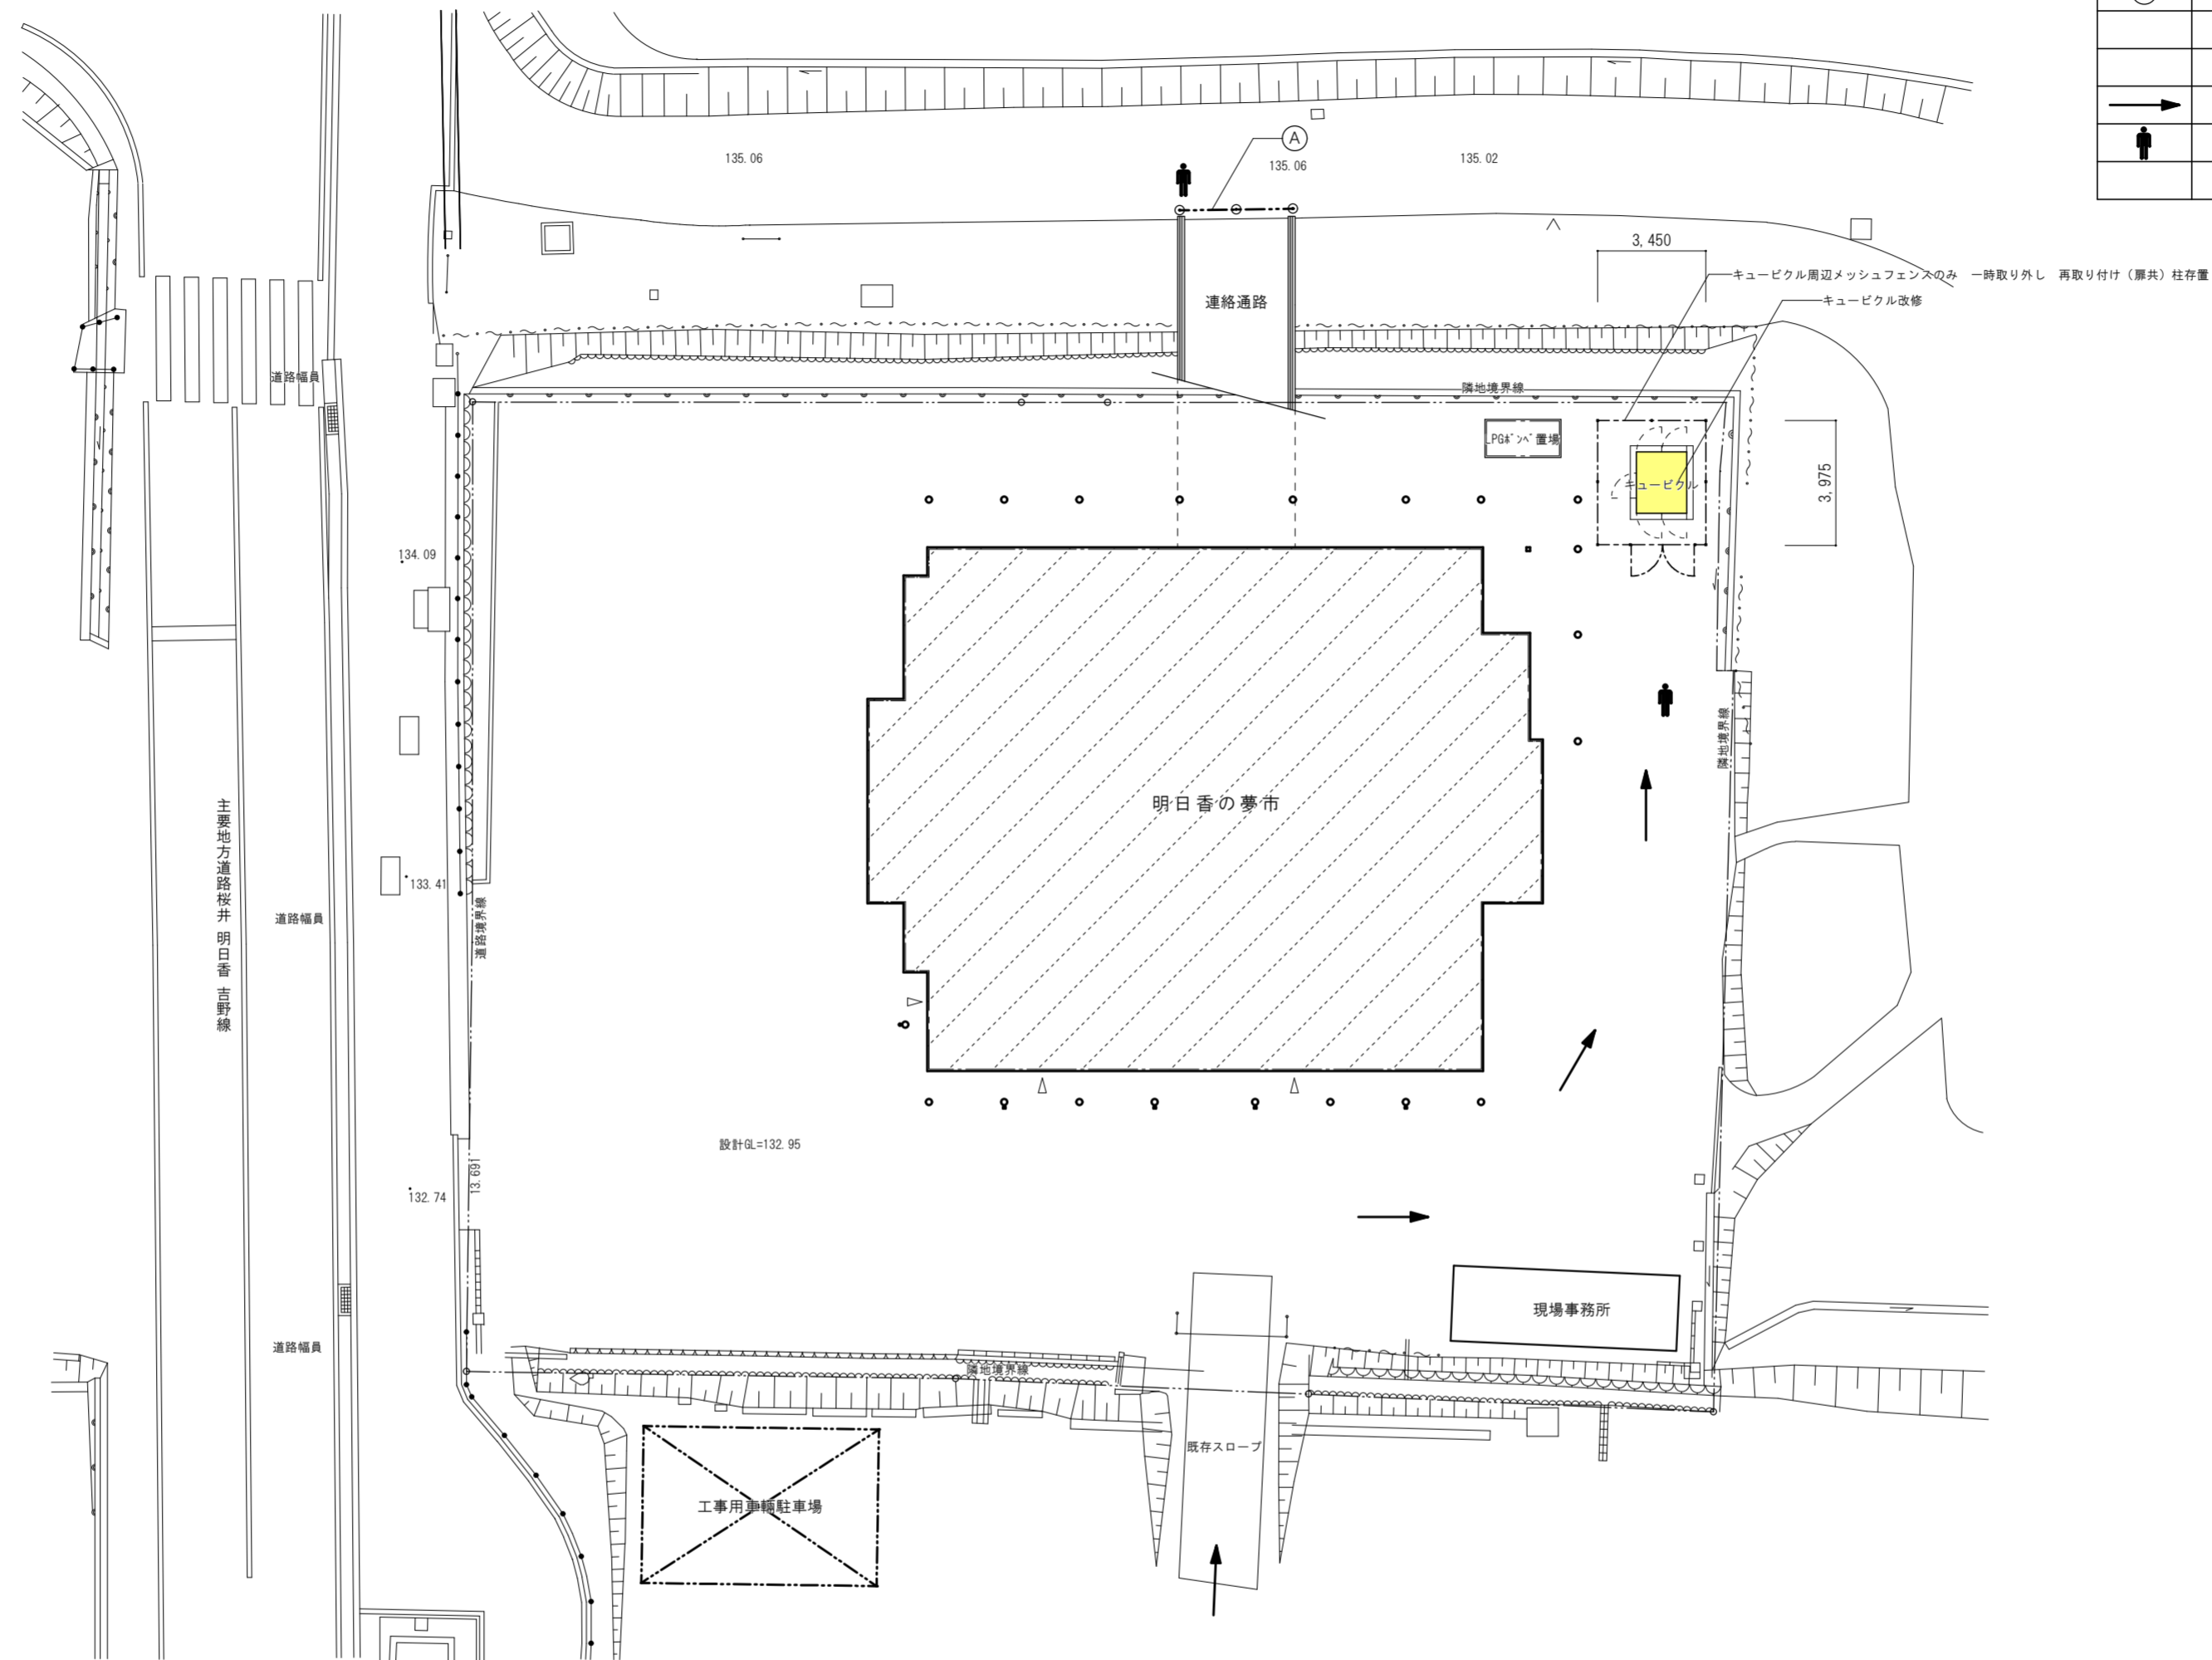 A
135.06
135.06
135.02
3,450
キュービクル周辺メッシュフェンスのみ 一時取り外し 再取り付け(扉共)柱存置
キュービクル改修
連絡通路
道路幅員
隣地境界線
LPGボンベ置場
キュービクル
3,975
134.09
隣地境界線
明日香の夢市
主要地方道路桜井 明日香 吉野線
133.41
道路幅員
道路境界線
設計GL=132.95
13.691
132.74
現場事務所
道路幅員
隣地境界線
既存スロープ
工事用車輛駐車場